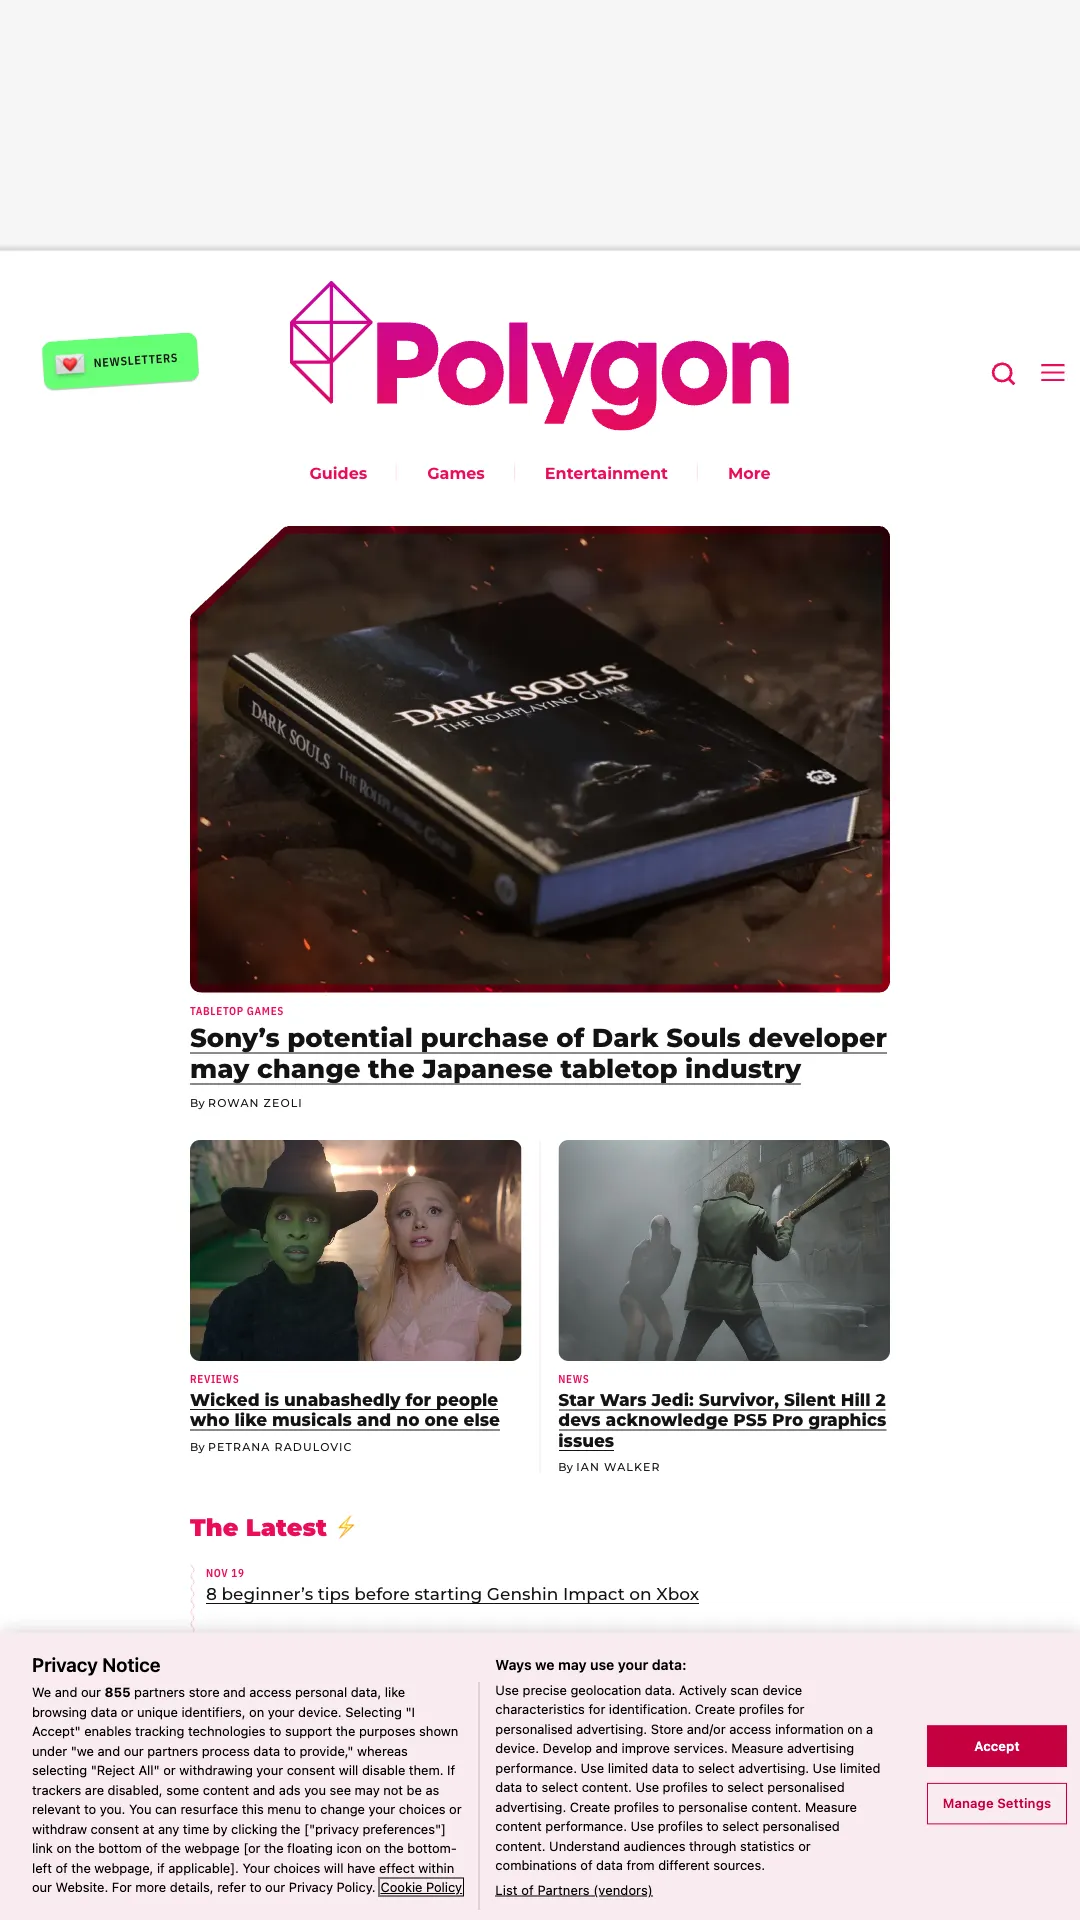 NEWSLETTERS
Polygon
Guides
Games
Entertainment
More
DARK SOULS
THE ROLEPLAYING GAME
DARK SOULS THE ROLEPLAYING GAME
TABLETOP GAMES
Sony’s potential purchase of Dark Souls developer
may change the Japanese tabletop industry
By ROWAN ZEOLI
REVIEWS
Wicked is unabashedly for people
who like musicals and no one else
By PETRANA RADULOVIC
NEWS
Star Wars Jedi: Survivor, Silent Hill 2
devs acknowledge PS5 Pro graphics
issues
By IAN WALKER
The Latest ⚡
NOV 19
8 beginner’s tips before starting Genshin Impact on Xbox
Privacy Notice
We and our 855 partners store and access personal data, like
browsing data or unique identifiers, on your device. Selecting "I
Accept" enables tracking technologies to support the purposes shown
under "we and our partners process data to provide," whereas
selecting "Reject All" or withdrawing your consent will disable them. If
trackers are disabled, some content and ads you see may not be as
relevant to you. You can resurface this menu to change your choices or
withdraw consent at any time by clicking the ["privacy preferences"]
link on the bottom of the webpage [or the floating icon on the bottom-
left of the webpage, if applicable]. Your choices will have effect within
our Website. For more details, refer to our Privacy Policy. Cookie Policy
Ways we may use your data:
Use precise geolocation data. Actively scan device
characteristics for identification. Create profiles for
personalised advertising. Store and/or access information on a
device. Develop and improve services. Measure advertising
performance. Use limited data to select advertising. Use limited
data to select content. Use profiles to select personalised
advertising. Create profiles to personalise content. Measure
content performance. Use profiles to select personalised
content. Understand audiences through statistics or
combinations of data from different sources.
List of Partners (vendors)
Accept
Manage Settings